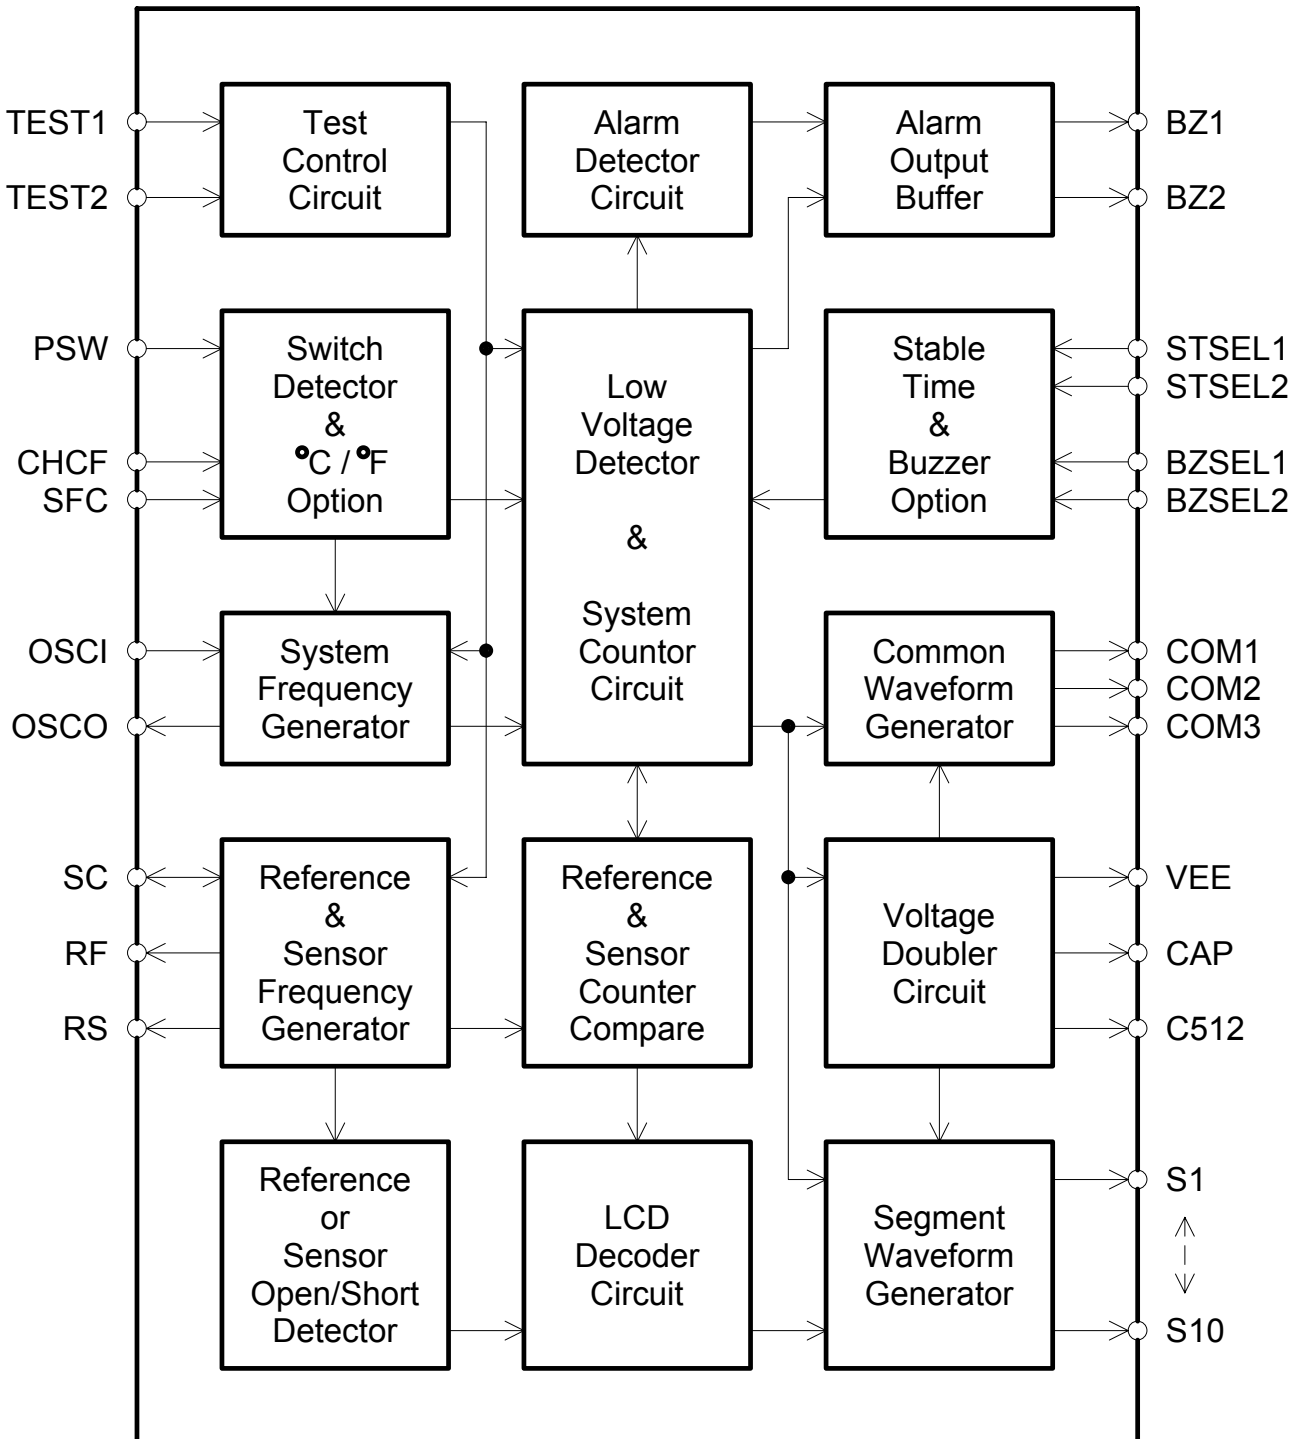 TEST1
TEST2
PSW
CHCF
SFC
OSCI
OSCO
SC
RF
RS
Test
Control
Circuit
Alarm
Detector
Circuit
Alarm
Output
Buffer
Switch
Detector
&
°C / °F
Option
Low
Voltage
Detector
&
System
Countor
Circuit
Stable
Time
&
Buzzer
Option
System
Frequency
Generator
Common
Waveform
Generator
Reference
&
Sensor
Frequency
Generator
Reference
&
Sensor
Counter
Compare
Voltage
Doubler
Circuit
Reference
or
Sensor
Open/Short
Detector
LCD
Decoder
Circuit
Segment
Waveform
Generator
BZ1
BZ2
STSEL1
STSEL2
BZSEL1
BZSEL2
COM1
COM2
COM3
VEE
CAP
C512
S1
S10